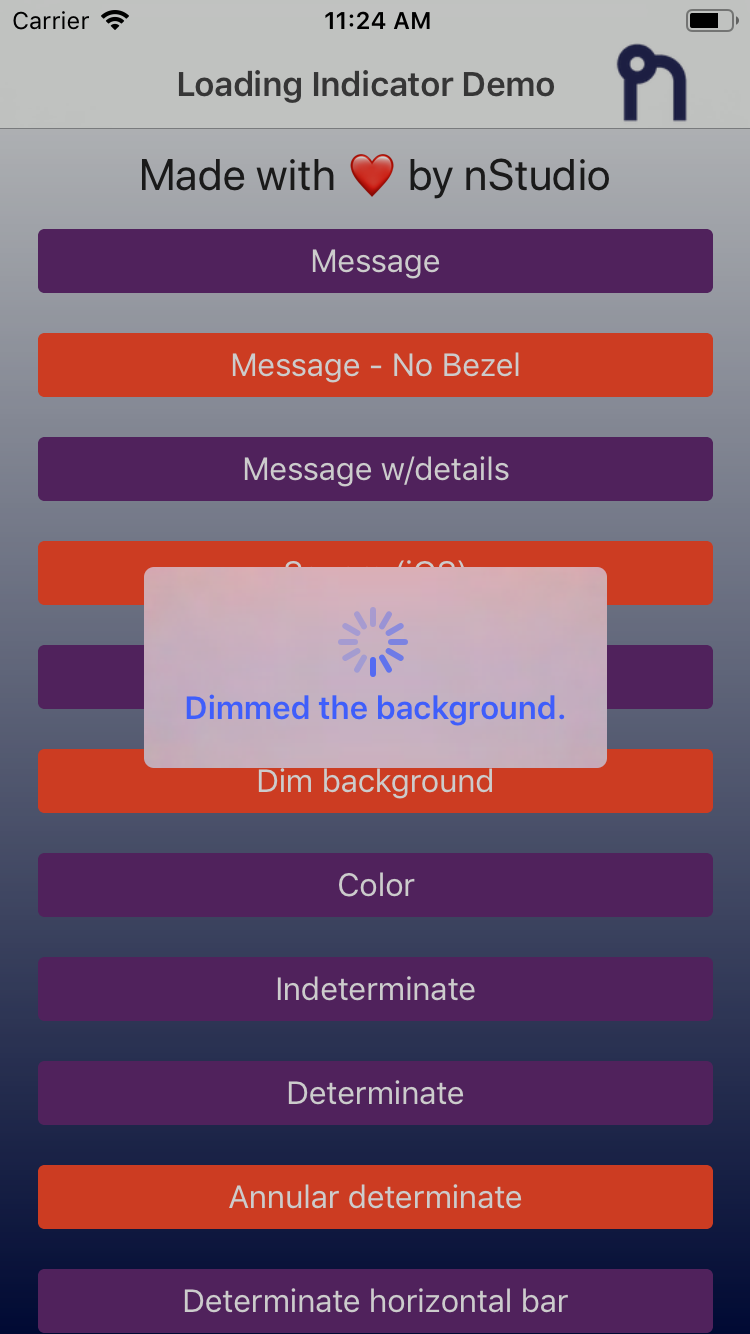 Carrier 11:24 AM
Loading Indicator Demo
Made with ❤️ by nStudio
Message
Message - No Bezel
Message w/details
Dimmed the background.
Dim background
Color
Indeterminate
Determinate
Annular determinate
Determinate horizontal bar